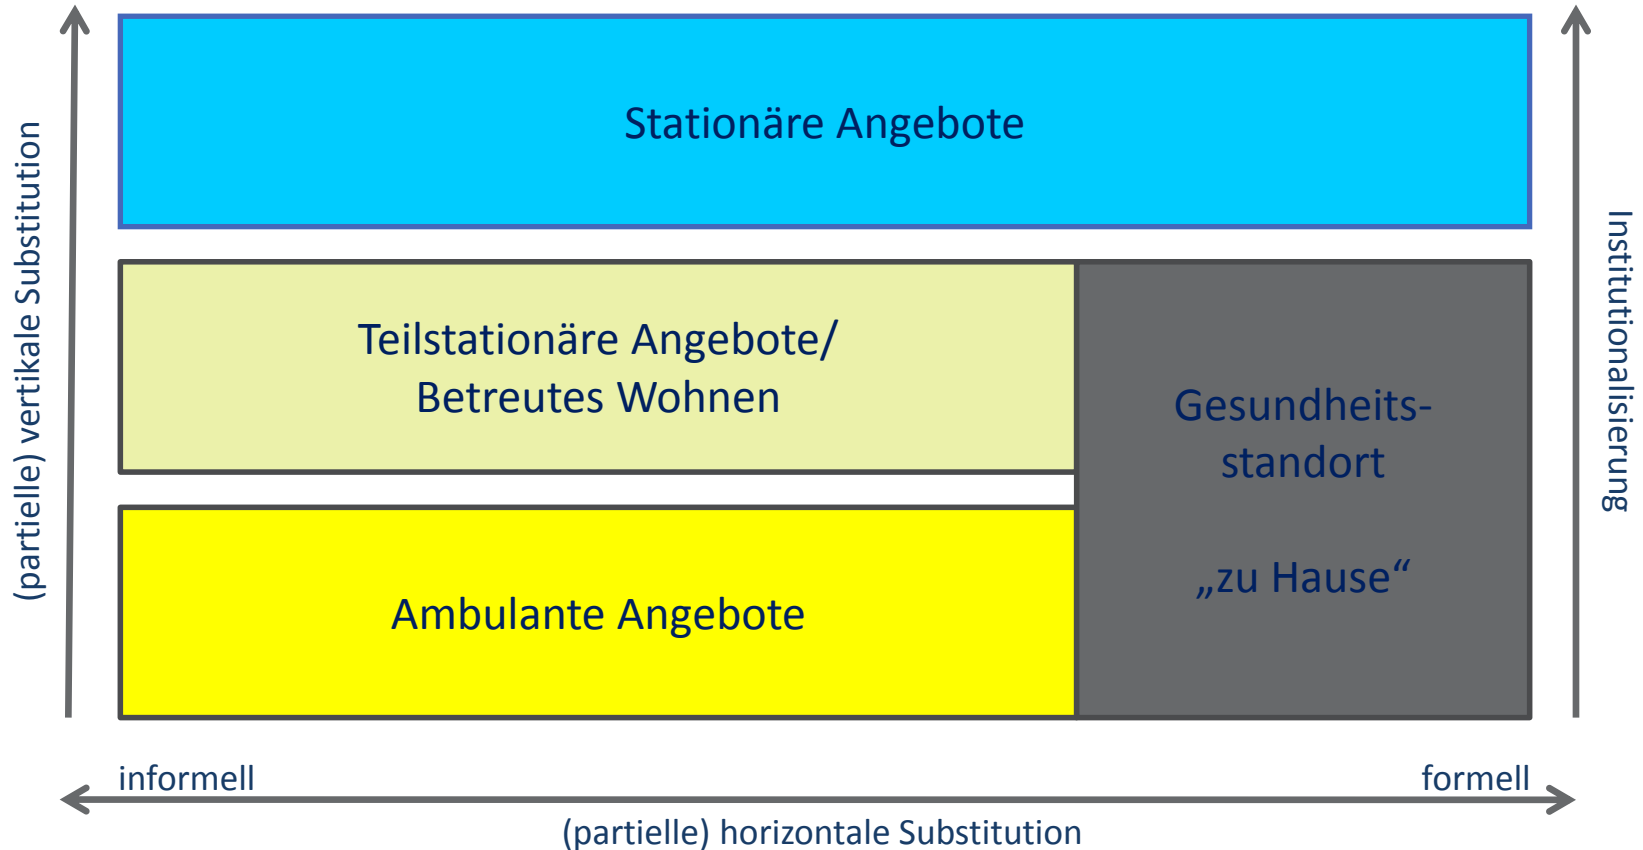 (partielle) vertikale Substitution
Stationäre Angebote
Institutionalisierung
Teilstationäre Angebote/
Betreutes Wohnen
Gesundheits-
standort
„zu Hause“
Ambulante Angebote
informell
formell
(partielle) horizontale Substitution